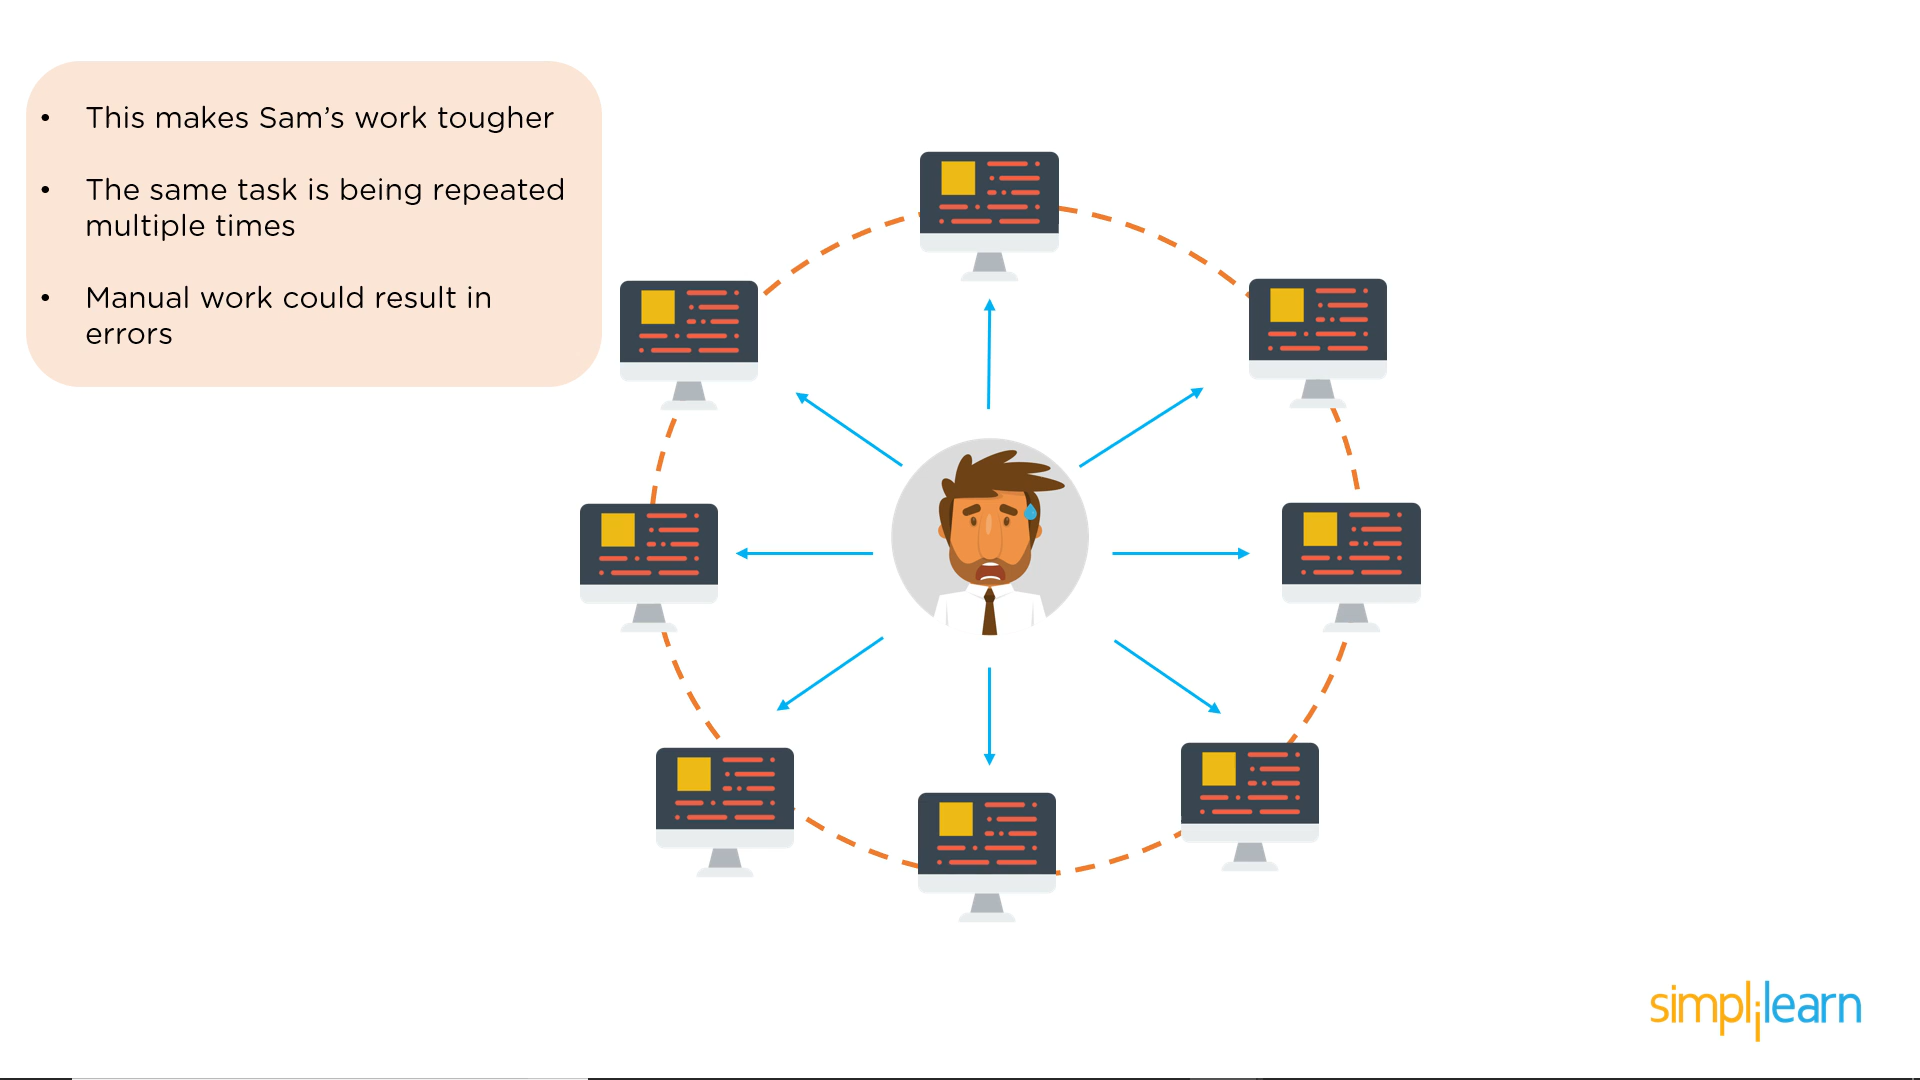 • This makes Sam’s work tougher
• The same task is being repeated
multiple times
• Manual work could result in
errors
simplilearn